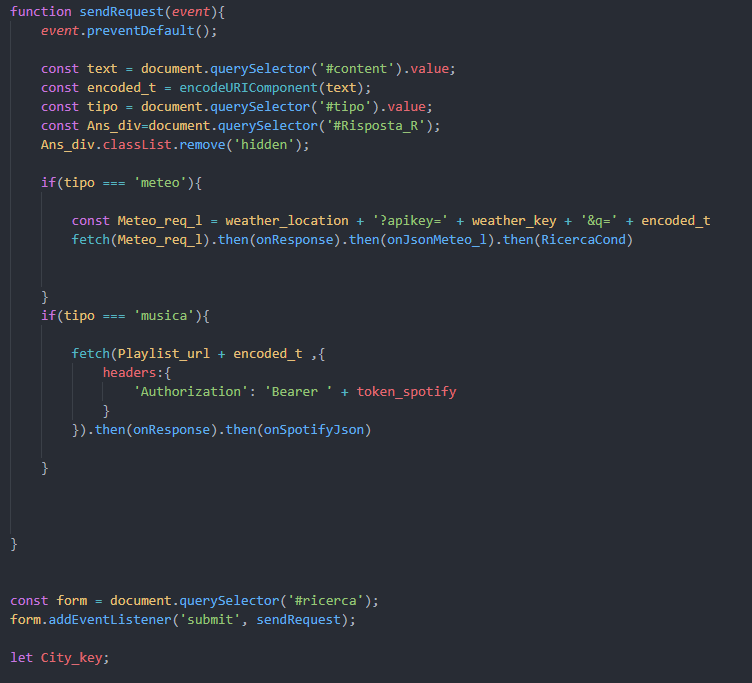 function sendRequest(event){
event.preventDefault();
const text = document.querySelector('#content').value;
const encoded_t = encodeURIComponent(text);
const tipo = document.querySelector('#tipo').value;
const Ans_div=document.querySelector('#Risposta_R');
Ans_div.classList.remove('hidden');
if(tipo === 'meteo'){
const Meteo_req_l = weather_location + '?apikey=' + weather_key + '&q=' + encoded_t
fetch(Meteo_req_l).then(onResponse).then(onJsonMeteo_l).then(RicercaCond)
}
if(tipo === 'musica'){
fetch(Playlist_url + encoded_t ,{
headers:{
'Authorization': 'Bearer ' + token_spotify
}
}).then(onResponse).then(onSpotifyJson)
}
}
const form = document.querySelector('#ricerca');
form.addEventListener('submit', sendRequest);
let City_key;